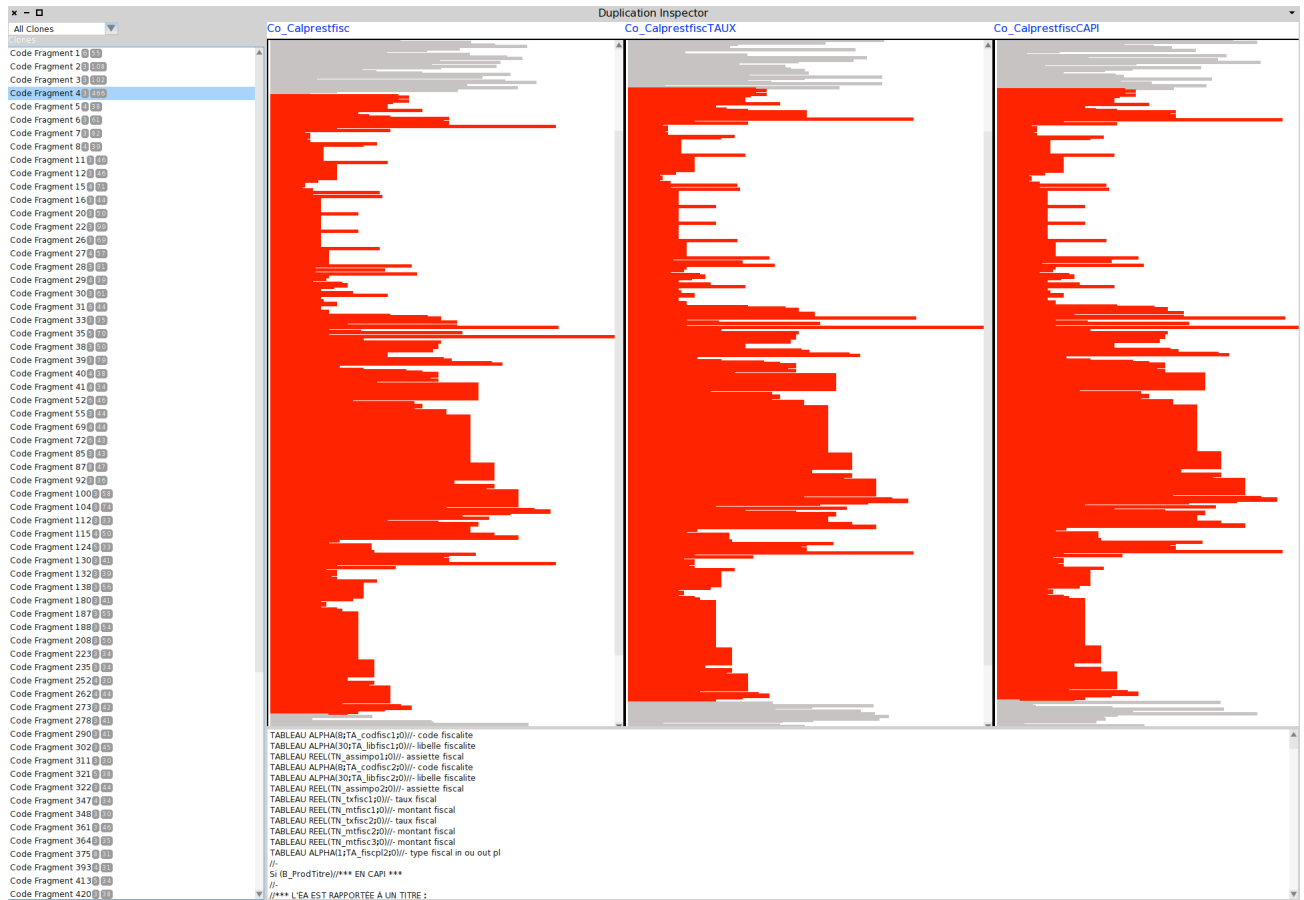 Duplication Inspector
All Clones
Co_Calprestfisc
Co_CalprestfiscTAUX
Co_CalprestfiscCAPI
Clones
Code Fragment 1
Code Fragment 2
Code Fragment 3
Code Fragment 4 3 466
Code Fragment 5
Code Fragment 6
Code Fragment 7
Code Fragment 8
Code Fragment 11
Code Fragment 12
Code Fragment 15
Code Fragment 16
Code Fragment 20
Code Fragment 22
Code Fragment 26
Code Fragment 27
Code Fragment 28
Code Fragment 29
Code Fragment 30
Code Fragment 31
Code Fragment 33
Code Fragment 35
Code Fragment 38
Code Fragment 39
Code Fragment 40
Code Fragment 41
Code Fragment 52
Code Fragment 55
Code Fragment 69
Code Fragment 72
Code Fragment 85
Code Fragment 87
Code Fragment 92
Code Fragment 100
Code Fragment 104
Code Fragment 112
Code Fragment 115
Code Fragment 124
Code Fragment 130
Code Fragment 132
Code Fragment 138
Code Fragment 180
Code Fragment 187
Code Fragment 188
Code Fragment 208
Code Fragment 223
Code Fragment 235
Code Fragment 252
Code Fragment 262
Code Fragment 273
Code Fragment 278
Code Fragment 290
Code Fragment 302
Code Fragment 311
Code Fragment 321
Code Fragment 322
Code Fragment 347
Code Fragment 348
Code Fragment 361
Code Fragment 364
Code Fragment 375
Code Fragment 393
Code Fragment 413
Code Fragment 420
TABLEAU ALPHA(8;TA_codfisc1;0)//- code fiscalite
TABLEAU ALPHA(30;TA_libfisc1;0)//- libelle fiscalite
TABLEAU REEL(TN_assimpo1;0)//- assiette fiscal
TABLEAU ALPHA(8;TA_codfisc2;0)//- code fiscalite
TABLEAU ALPHA(30;TA_libfisc2;0)//- libelle fiscalite
TABLEAU REEL(TN_assimpo2;0)//- assiette fiscal
TABLEAU REEL(TN_txfisc1;0)//- taux fiscal
TABLEAU REEL(TN_mtfisc1;0)//- montant fiscal
TABLEAU REEL(TN_txfisc2;0)//- taux fiscal
TABLEAU REEL(TN_mtfisc2;0)//- montant fiscal
TABLEAU REEL(TN_mtfisc3;0)//- montant fiscal
TABLEAU ALPHA(1;TA_fiscpl2;0)//- type fiscal in ou out pl
//-
Si (B_ProdTitre)//*** EN CAPI ***
//-
//*** L'ÉA EST RAPPORTÉE À UN TITRE :